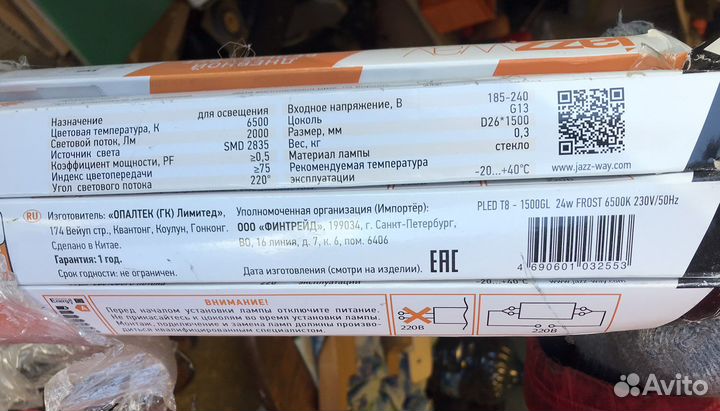 jazz
WAY
ДНЕВНОЙ
Назначение для освещения
Цветовая температура, К 6500
Световой поток, Лм 2000
Источник света SMD 2835
Коэффициент мощности, PF ≥0,5
Индекс цветопередачи ≥75
Угол светового потока 220°
Входное напряжение, В 185-240
Цоколь G13
Размер, мм D26*1500
Вес, кг 0,3
Материал лампы стекло
Рекомендуемая температура
эксплуатации -20...+40°C
www.jazz-way.com
RU
Изготовитель: «ОПАЛТЕК (ГК) Лимитед»,
174 Вейуп стр., Квантонг, Коулун, Гонконг.
Сделано в Китае.
Гарантия: 1 год.
Срок годности: не ограничен.
Уполномоченная организация (Импортёр):
ООО «ФИНТРЕЙД», 199034, г. Санкт-Петербург,
ВО, 16 линия, д. 7, к. 6, пом. 6406
Дата изготовления (смотри на изделии).
EAC
PLED T8 - 1500GL 24w FROST 6500K 230V/50Hz
4 690601 032553
ВНИМАНИЕ!
Перед началом установки лампы отключите питание.
Не прикасайтесь к цоколям во время установки лампы.
Монтаж, подключение и замена ламп должны произво-
диться квалифицированным специалистом.
220В
220В
A
Avito